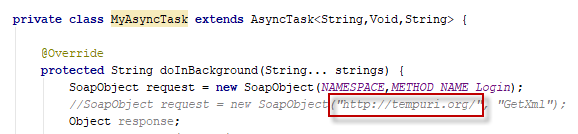 private class MyAsyncTask extends AsyncTask<String,Void,String> {
@Override
protected String doInBackground(String... strings) {
SoapObject request = new SoapObject(NAMESPACE,METHOD_NAME_Login);
//SoapObject request = new SoapObject("http://tempuri.org/", "GetXml");
Object response;